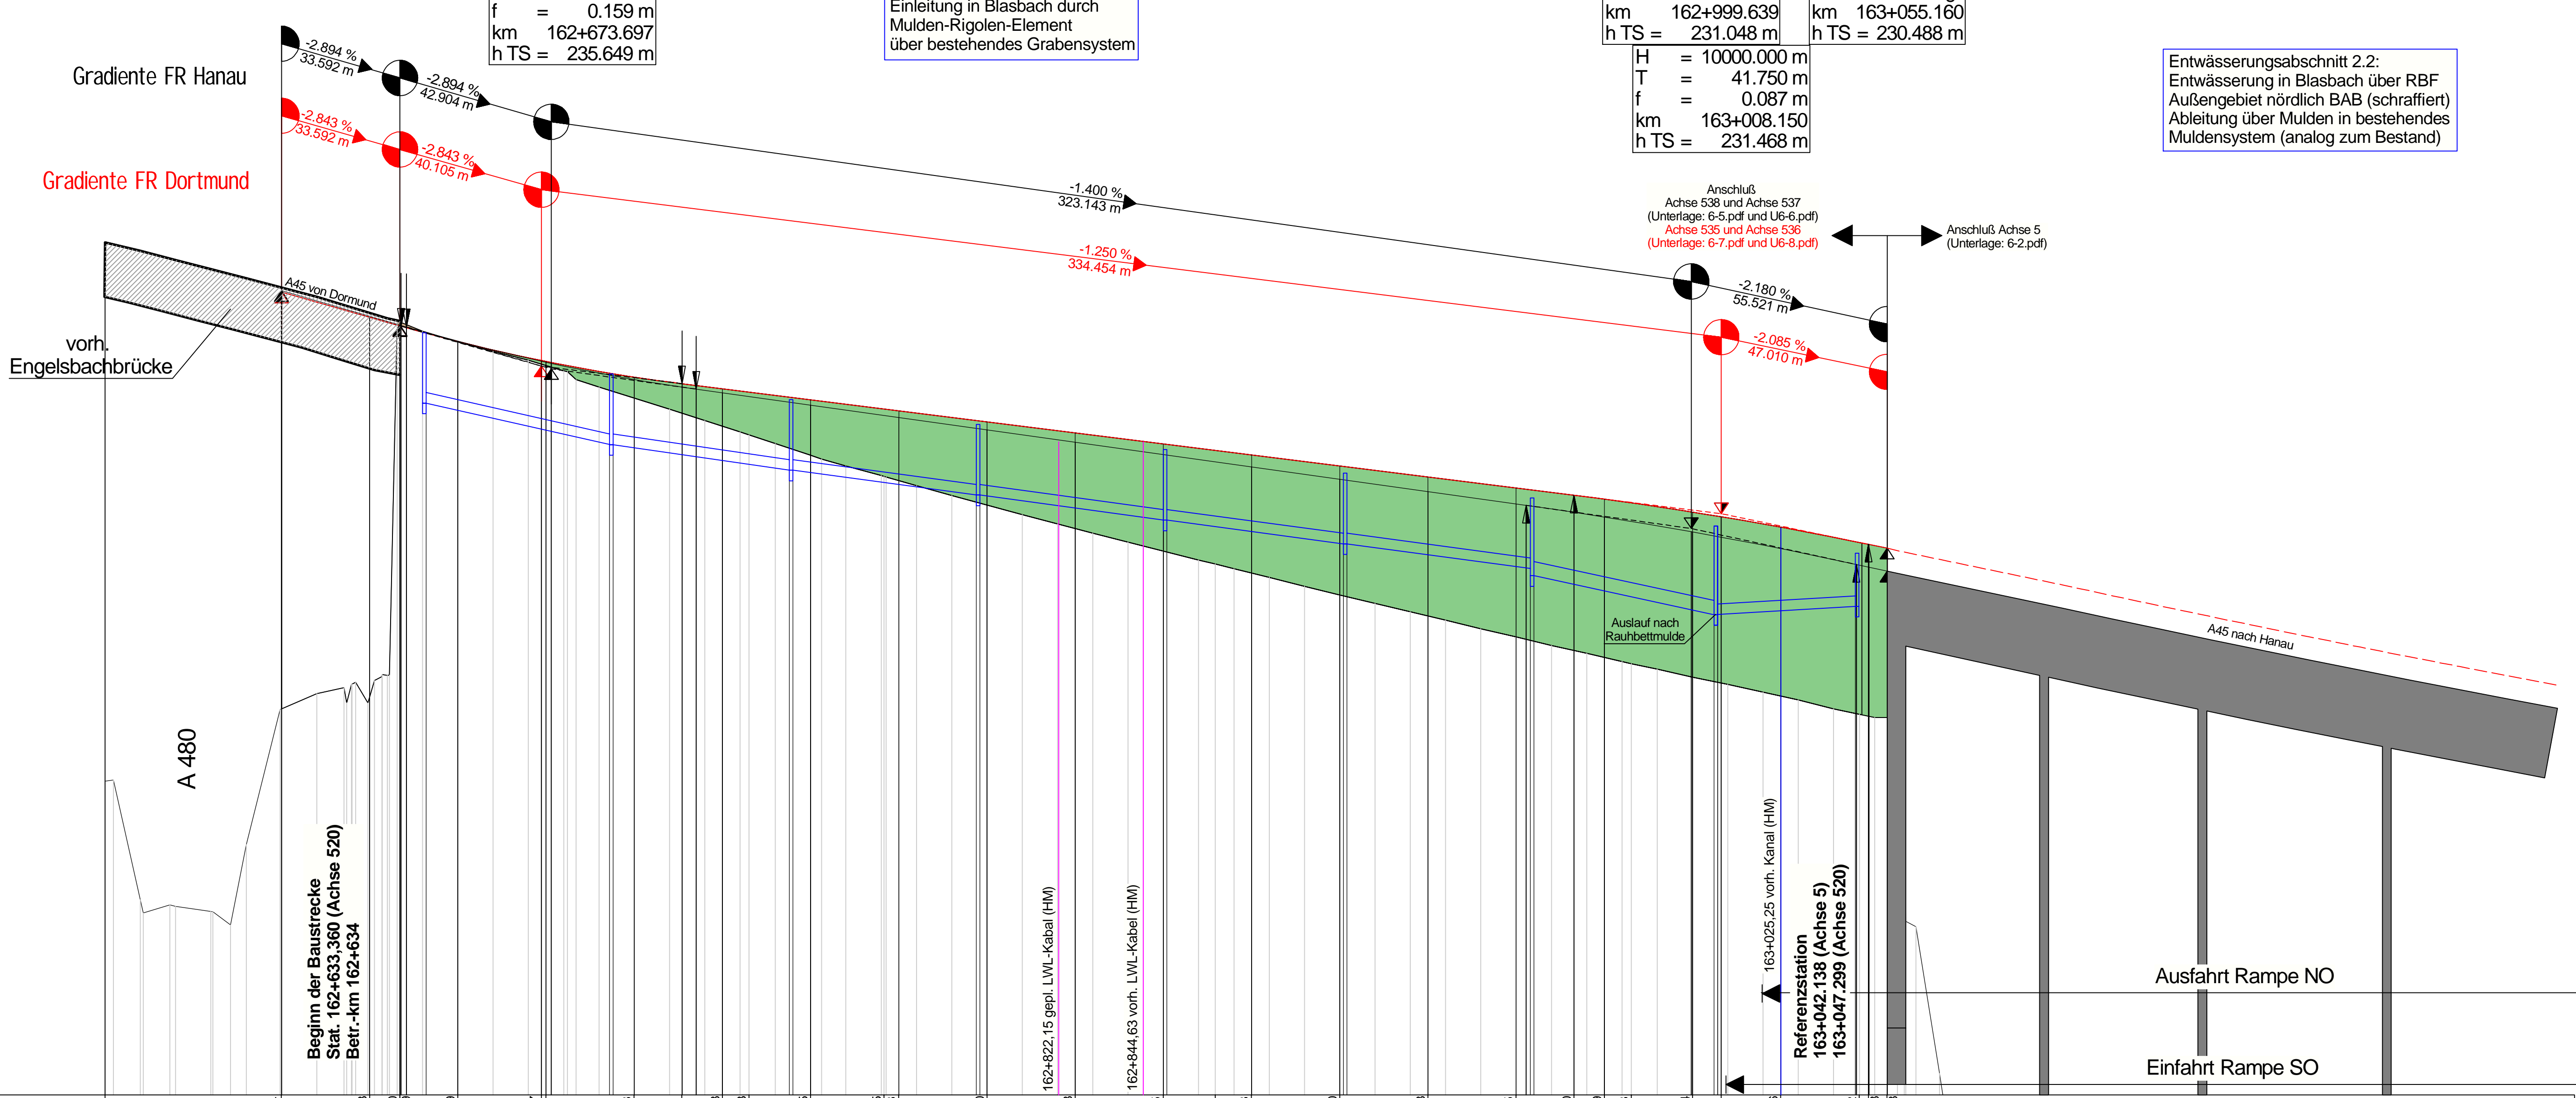 f = 0.159 m
km 162+673.697
h TS = 235.649 m
Einleitung in Blasbach durch
Mulden-Rigolen-Element
über bestehendes Grabensystem
km 162+999.639
h TS = 231.048 m
km 163+055.160
h TS = 230.488 m
H = 10000.000 m
T = 41.750 m
f = 0.087 m
km 163+008.150
h TS = 231.468 m
Entwässerungsabschnitt 2.2:
Entwässerung in Blasbach über RBF
Außengebiet nördlich BAB (schraffiert)
Ableitung über Mulden in bestehendes
Muldensystem (analog zum Bestand)
Gradiente FR Hanau
-2.894 %
33.592 m
-2.894 %
42.904 m
-1.400 %
323.143 m
-2.180 %
55.521 m
Gradiente FR Dortmund
-2.843 %
33.592 m
-2.843 %
40.105 m
-1.250 %
334.454 m
-2.085 %
47.010 m
Anschluß
Achse 538 und Achse 537
(Unterlage: 6-5.pdf und U6-6.pdf)
Achse 535 und Achse 536
(Unterlage: 6-7.pdf und U6-8.pdf)
Anschluß Achse 5
(Unterlage: 6-2.pdf)
A45 von Dormund
vorh.
Engelsbachbrücke
Auslauf nach
Rauhbettmulde
A45 nach Hanau
A 480
Beginn der Baustrecke
Stat. 162+633,360 (Achse 520)
Betr.-km 162+634
162+822,15 gepl. LWL-Kabal (HM)
162+844,63 vorh. LWL-Kabel (HM)
163+025,25 vorh. Kanal (HM)
Referenzstation
163+042.138 (Achse 5)
163+047.299 (Achse 520)
Ausfahrt Rampe NO
Einfahrt Rampe SO